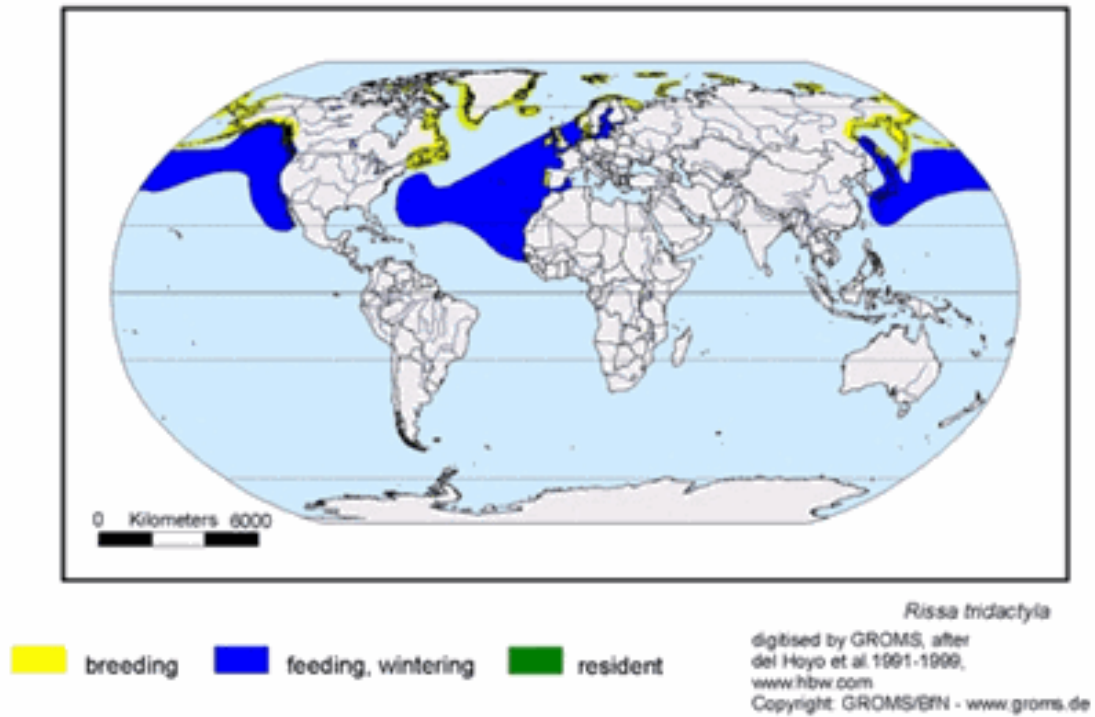 0 Kilometers 6000
Rissa tridactyla
breeding
feeding, wintering
resident
digitised by GROMS, after
del Hoyo et al.1991-1999,
www.hbw.com
Copyright: GROMS/BfN - www.groms.de